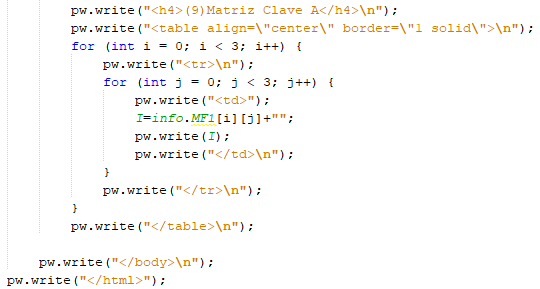 pw.write("<h4>(9)Matriz Clave A</h4>\n");
pw.write("<table align=\"center\" border=\"1 solid\">\n");
for (int i = 0; i < 3; i++) {
pw.write("<tr>\n");
for (int j = 0; j < 3; j++) {
pw.write("<td>");
I=info.MF1[i][j]+"";
pw.write(I);
pw.write("</td>\n");
}
pw.write("</tr>\n");
}
pw.write("</table>\n");
pw.write("</body>\n");
pw.write("</html>");